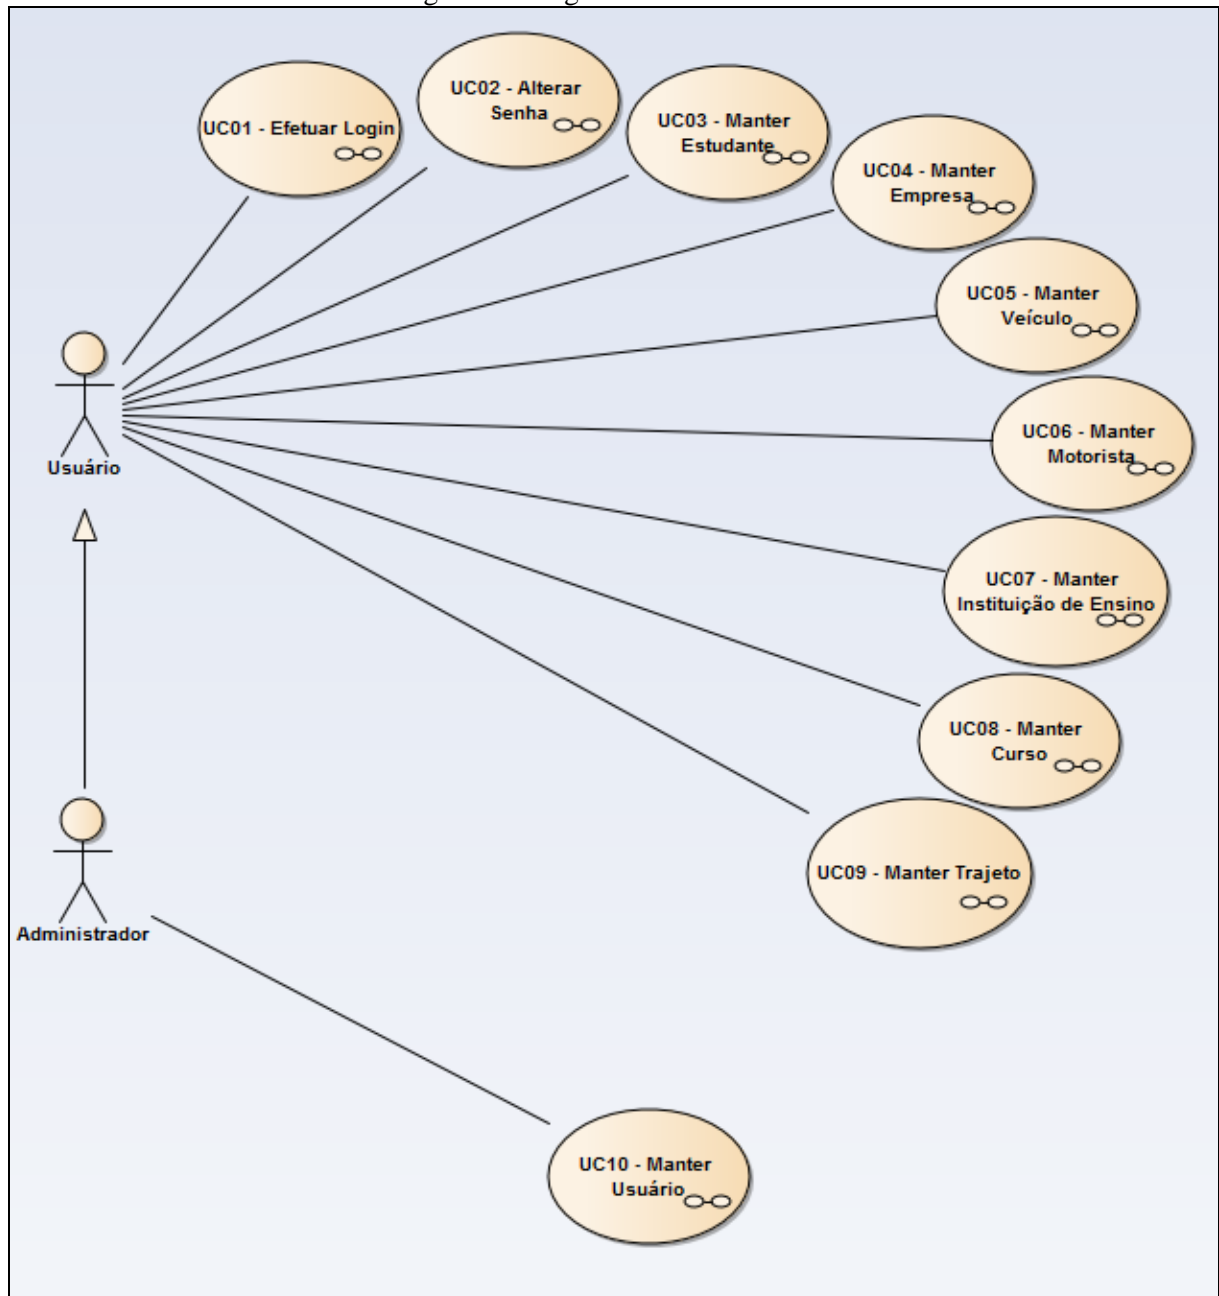 UC01 - Efetuar Login
UC02 - Alterar
Senha
UC03 - Manter
Estudante
UC04 - Manter
Empresa
UC05 - Manter
Veículo
UC06 - Manter
Motorista
Usuário
UC07 - Manter
Instituição de Ensino
UC08 - Manter
Curso
UC09 - Manter Trajeto
Administrador
UC10 - Manter
Usuário